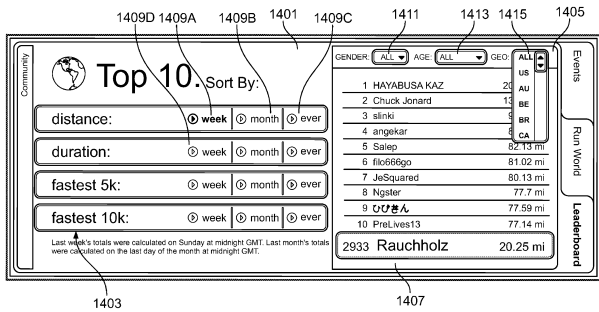 1409D 1409A 1409B 1401 1409C 1411 1413 1415 1405
Community
Top 10. Sort By:
distance: week month ever
duration: week month ever
fastest 5k: week month ever
fastest 10k: week month ever
Last week's totals were calculated on Sunday at midnight GMT. Last month's totals
were calculated on the last day of the month at midnight GMT.
1403
GENDER: ALL AGE: ALL GEO: ALL
US
AU
BE
BR
CA
1 HAYABUSA KAZ
2 Chuck Jonard
3 slinki
4 angekar
5 Salep 82.13 mi
6 filo666go 81.02 mi
7 JeSquared 80.13 mi
8 Ngster 77.7 mi
9 ひびきん 77.59 mi
10 PreLives13 77.14 mi
2933 Rauchholz 20.25 mi
1407
Events
Run World
Leaderboard